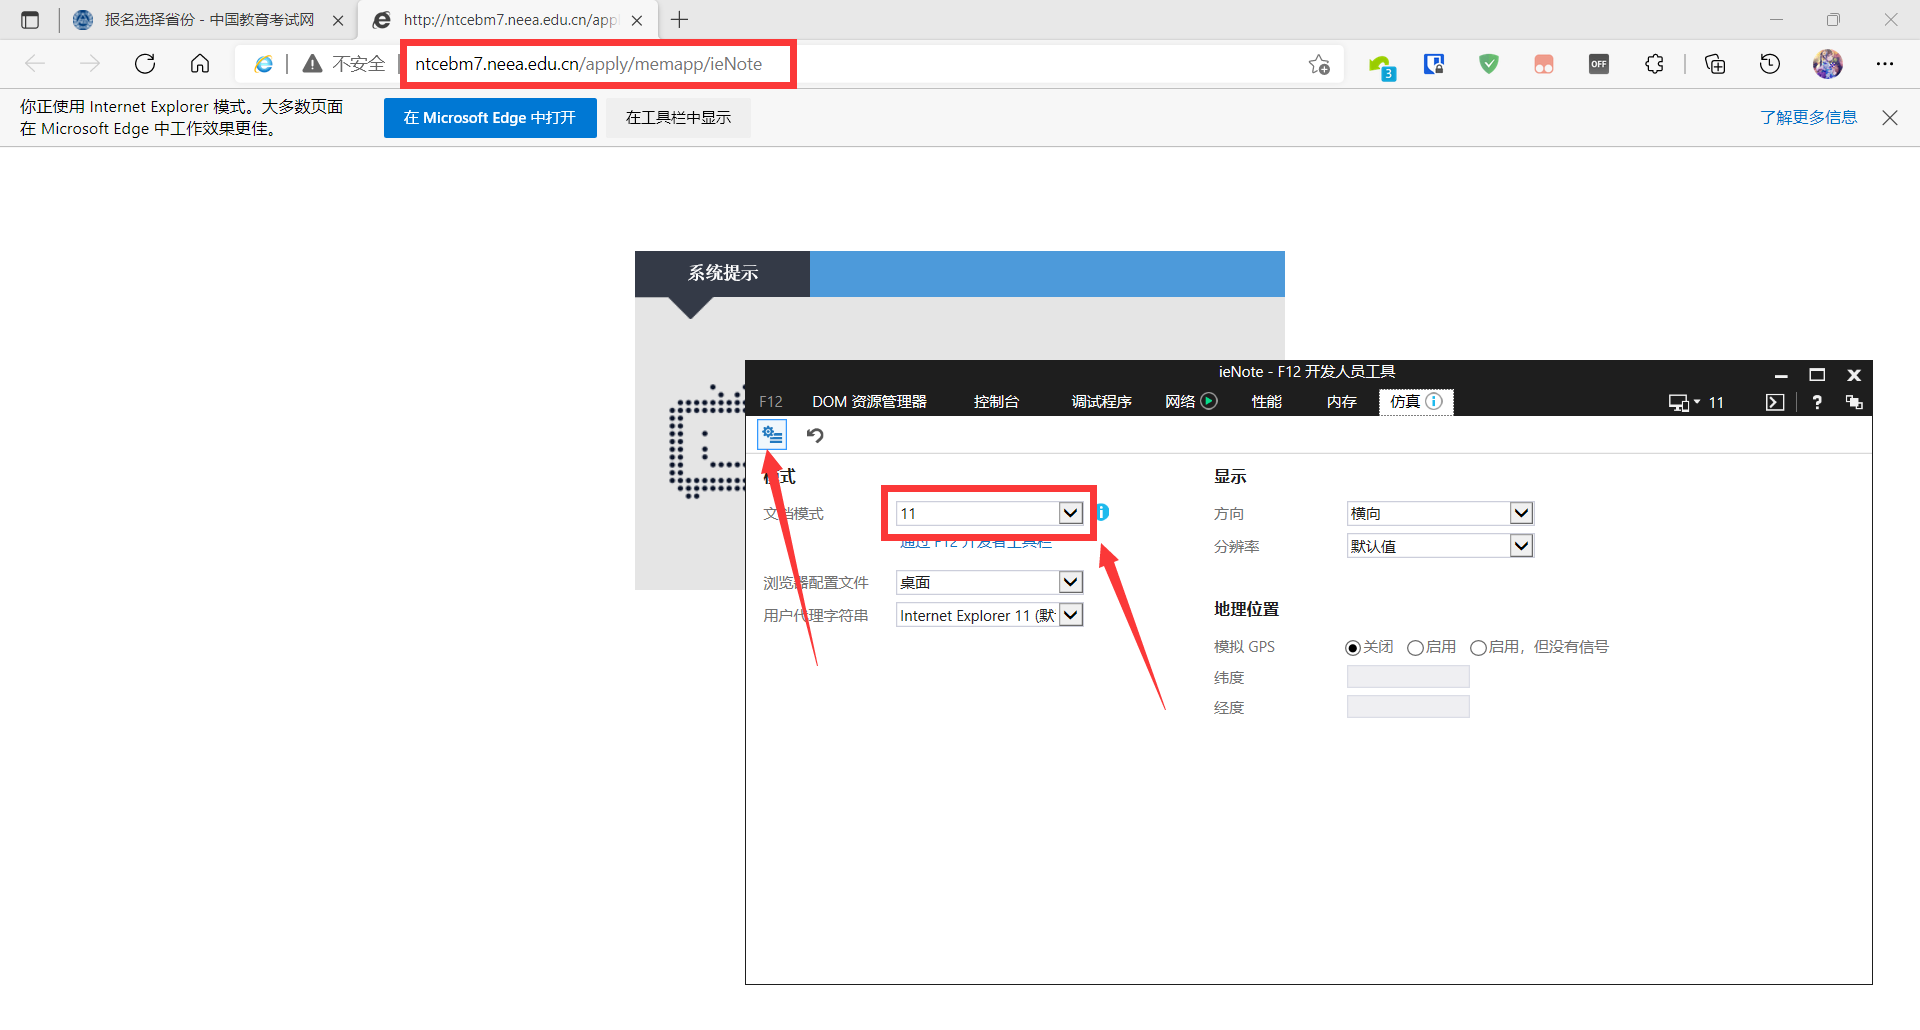 报名选择省份 - 中国教育考试网
http://ntcebm7.neea.edu.cn/app
不安全
ntcebm7.neea.edu.cn/apply/memapp/ieNote
3
OFF
你正使用 Internet Explorer 模式。大多数页面
在 Microsoft Edge 中工作效果更佳。
在 Microsoft Edge 中打开
在工具栏中显示
了解更多信息
系统提示
ieNote - F12 开发人员工具
F12
DOM 资源管理器
控制台
调试程序
网络
性能
内存
仿真
11
?
模式
文档模式
11
通过 F12 开发者工具栏
浏览器配置文件
桌面
用户代理字符串
Internet Explorer 11 (默
显示
方向
横向
分辨率
默认值
地理位置
模拟 GPS
关闭
启用
启用，但没有信号
纬度
经度